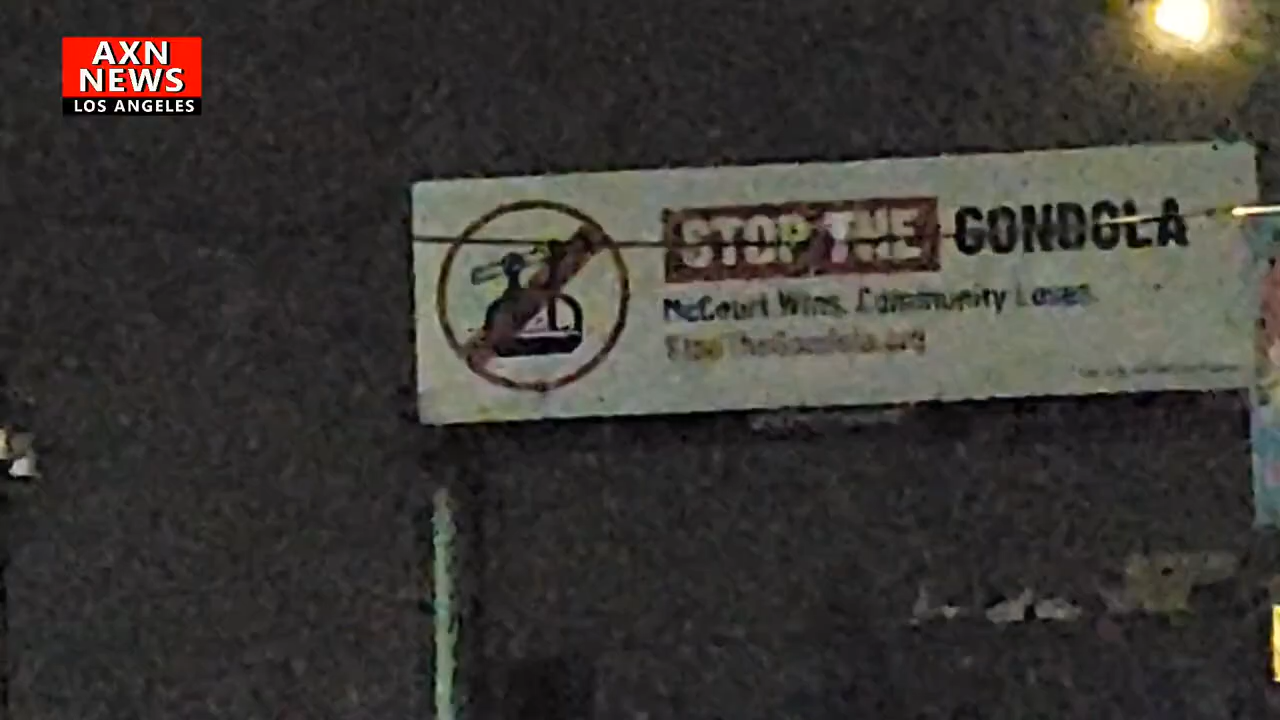 AXN
NEWS
LOS ANGELES
STOP THE GONDOLA
McCourt Wins. Community Loses.
StopTheGondola.org